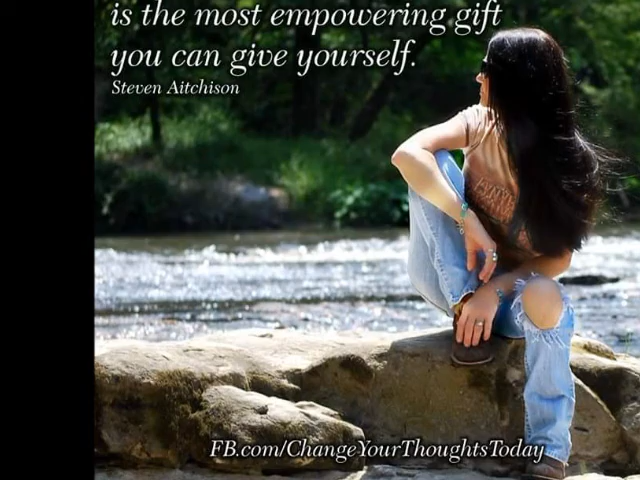 is the most empowering gift
you can give yourself.
Steven Aitchison
FB.com/ChangeYourThoughtsToday